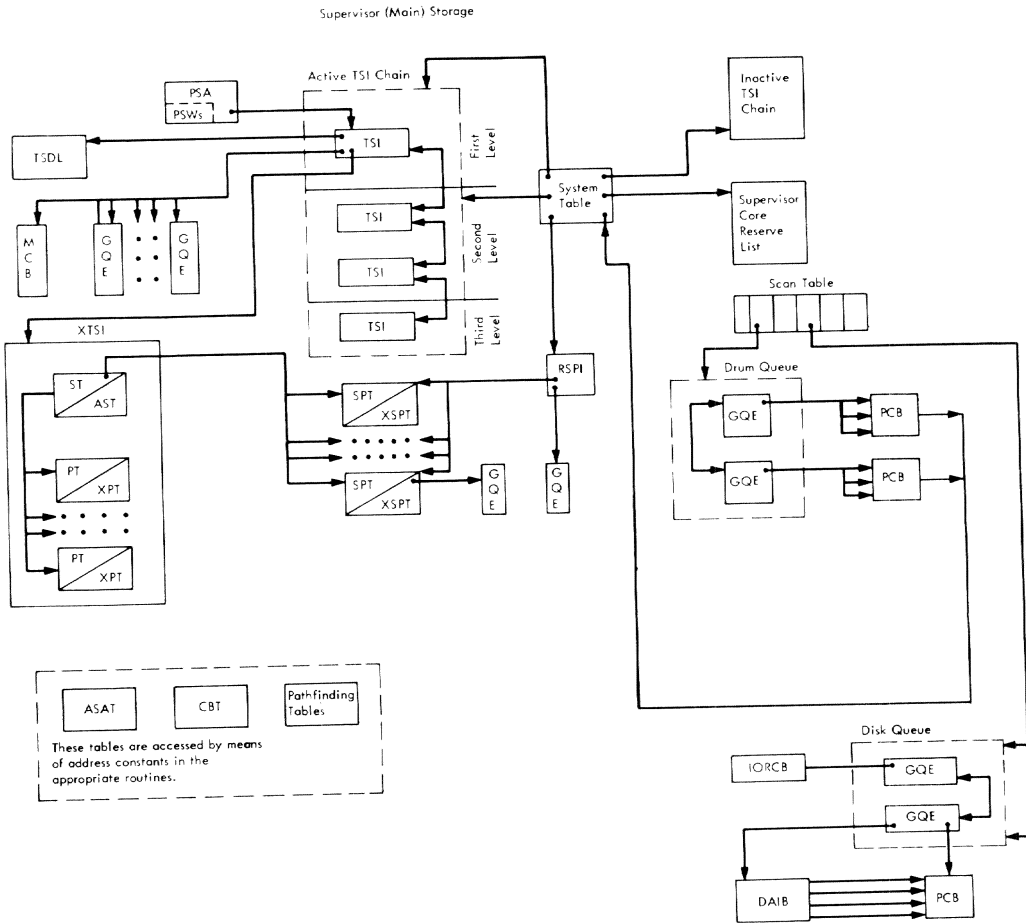 Supervisor (Main) Storage
Active TSI Chain
PSA
PSWs
TSDL
TSI
First
Level
TSI
Second
Level
TSI
TSI
Third
Level
System
Table
Inactive
TSI
Chain
Supervisor
Core
Reserve
List
M
C
B
G
Q
E
G
Q
E
XTSI
ST
AST
PT
XPT
PT
XPT
SPT
XSPT
SPT
XSPT
G
Q
E
RSPI
G
Q
E
Scan Table
Drum Queue
GQE
PCB
GQE
PCB
ASAT
CBT
Pathfinding
Tables
These tables are accessed by means
of address constants in the
appropriate routines.
Disk Queue
IORCB
GQE
GQE
DAIB
PCB